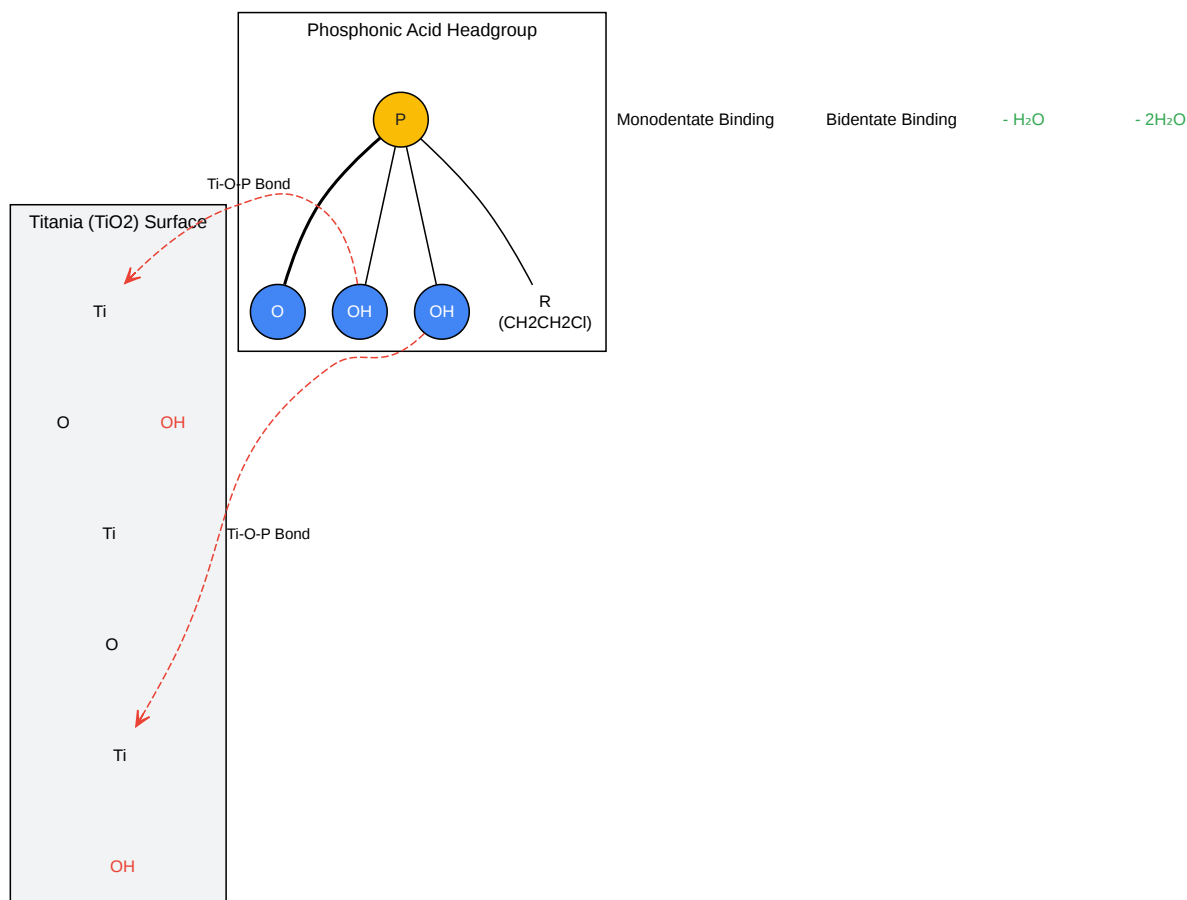 Phosphonic Acid Headgroup
P
Monodentate Binding
Bidentate Binding
- H₂O
- 2H₂O
Ti-O-P Bond
Titania (TiO2) Surface
Ti
O
OH
OH
R
(CH2CH2Cl)
O
OH
Ti
Ti-O-P Bond
O
Ti
OH